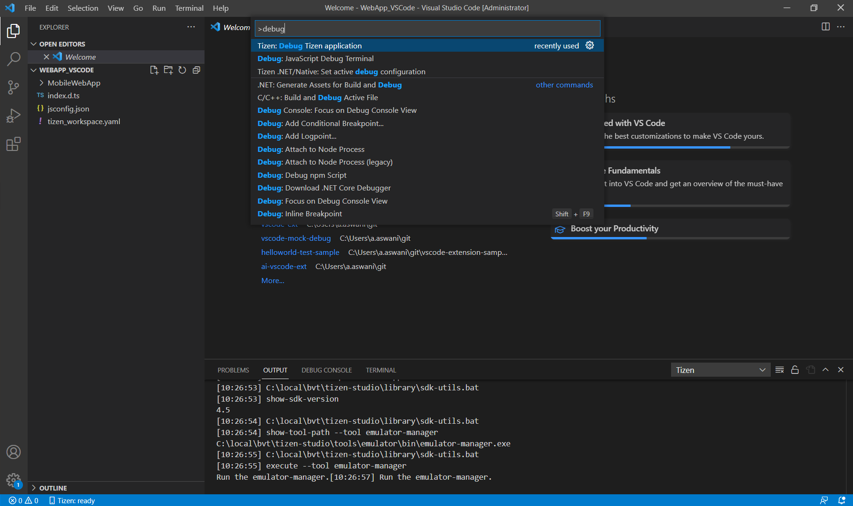 File Edit Selection View Go Run Terminal Help
Welcome - WebApp_VSCode - Visual Studio Code [Administrator]
EXPLORER
OPEN EDITORS
Welcome
WEBAPP_VSCODE
MobileWebApp
TS index.d.ts
{} jsconfig.json
! tizen_workspace.yaml
OUTLINE
Welcom
>debug
Tizen: Debug Tizen application recently used
Debug: JavaScript Debug Terminal
Tizen .NET/Native: Set active debug configuration
.NET: Generate Assets for Build and Debug other commands
C/C++: Build and Debug Active File
Debug Console: Focus on Debug Console View
Debug: Add Conditional Breakpoint...
Debug: Add Logpoint...
Debug: Attach to Node Process
Debug: Attach to Node Process (legacy)
Debug: Debug npm Script
Debug: Download .NET Core Debugger
Debug: Focus on Debug Console View
Debug: Inline Breakpoint Shift + F9
vscode-mock-debug C:\Users\a.aswani\git
helloworld-test-sample C:\Users\a.aswani\git\vscode-extension-samp...
ai-vscode-ext C:\Users\a.aswani\git
More...
hs
ed with VS Code
he best customizations to make VS Code yours.
Fundamentals
t into VS Code and get an overview of the must-have
Boost your Productivity
PROBLEMS OUTPUT DEBUG CONSOLE TERMINAL
Tizen
[10:26:53] C:\local\bvt\tizen-studio\library\sdk-utils.bat
[10:26:53] show-sdk-version
4.5
[10:26:54] C:\local\bvt\tizen-studio\library\sdk-utils.bat
[10:26:54] show-tool-path --tool emulator-manager
C:\local\bvt\tizen-studio\tools\emulator\bin\emulator-manager.exe
[10:26:55] C:\local\bvt\tizen-studio\library\sdk-utils.bat
[10:26:55] execute --tool emulator-manager
Run the emulator-manager.[10:26:57] Run the emulator-manager.
1
0 0 Tizen: ready